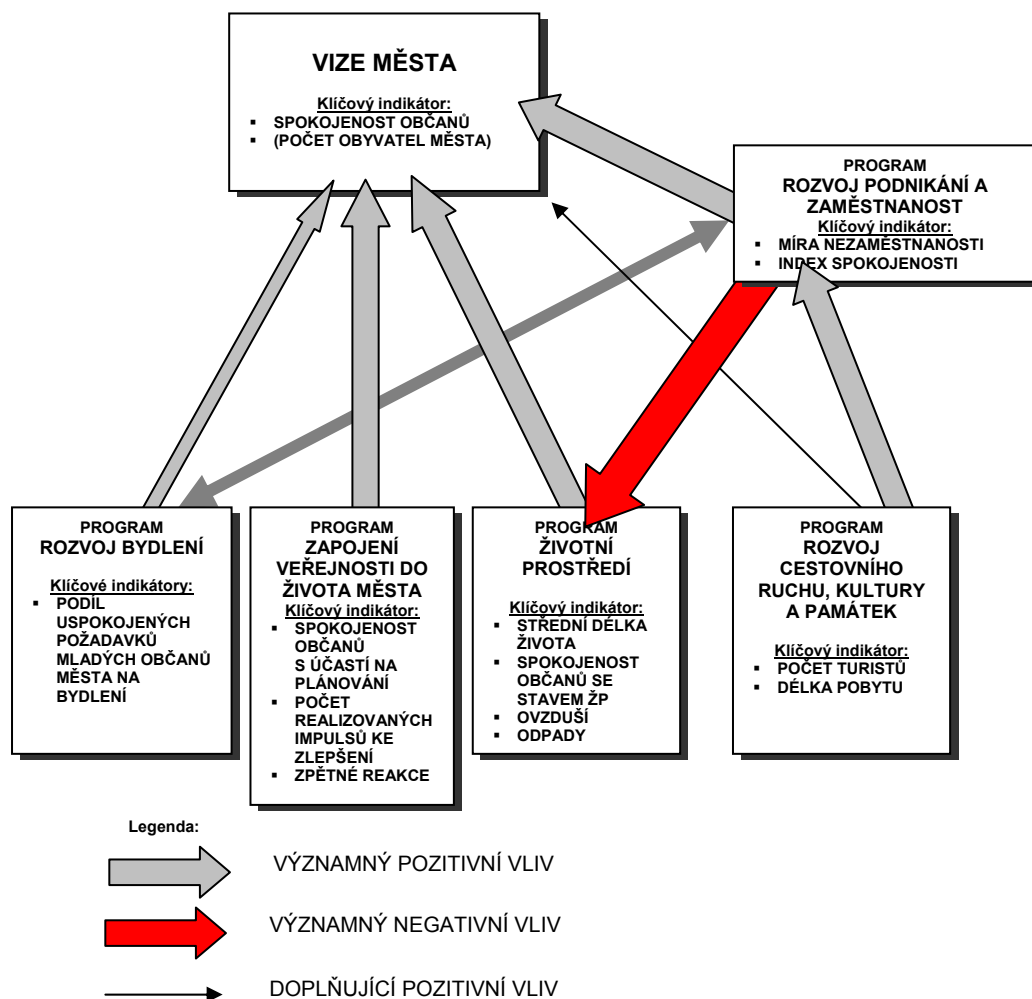 VIZE MĚSTA
Klíčový indikátor:
▪ SPOKOJENOST OBČANŮ
▪ (POČET OBYVATEL MĚSTA)
PROGRAM
ROZVOJ PODNIKÁNÍ A
ZAMĚSTNANOST
Klíčový indikátor:
▪ MÍRA NEZAMĚSTNANOSTI
▪ INDEX SPOKOJENOSTI
PROGRAM
ROZVOJ BYDLENÍ
Klíčové indikátory:
▪ PODÍL
USPOKOJENÝCH
POŽADAVKŮ
MLADÝCH OBČANŮ
MĚSTA NA
BYDLENÍ
PROGRAM
ZAPOJENÍ
VEŘEJNOSTI DO
ŽIVOTA MĚSTA
Klíčový indikátor:
▪ SPOKOJENOST
OBČANŮ
S ÚČASTÍ NA
PLÁNOVÁNÍ
▪ POČET
REALIZOVANÝCH
IMPULSŮ KE
ZLEPŠENÍ
▪ ZPĚTNÉ REAKCE
PROGRAM
ŽIVOTNÍ
PROSTŘEDÍ
Klíčový indikátor:
▪ STŘEDNÍ DÉLKA
ŽIVOTA
▪ SPOKOJENOST
OBČANŮ SE
STAVEM ŽP
▪ OVZDUŠÍ
▪ ODPADY
PROGRAM
ROZVOJ
CESTOVNÍHO
RUCHU, KULTURY
A PAMÁTEK
Klíčový indikátor:
▪ POČET TURISTŮ
▪ DÉLKA POBYTU
Legenda:
VÝZNAMNÝ POZITIVNÍ VLIV
VÝZNAMNÝ NEGATIVNÍ VLIV
DOPLŇUJÍCÍ POZITIVNÍ VLIV